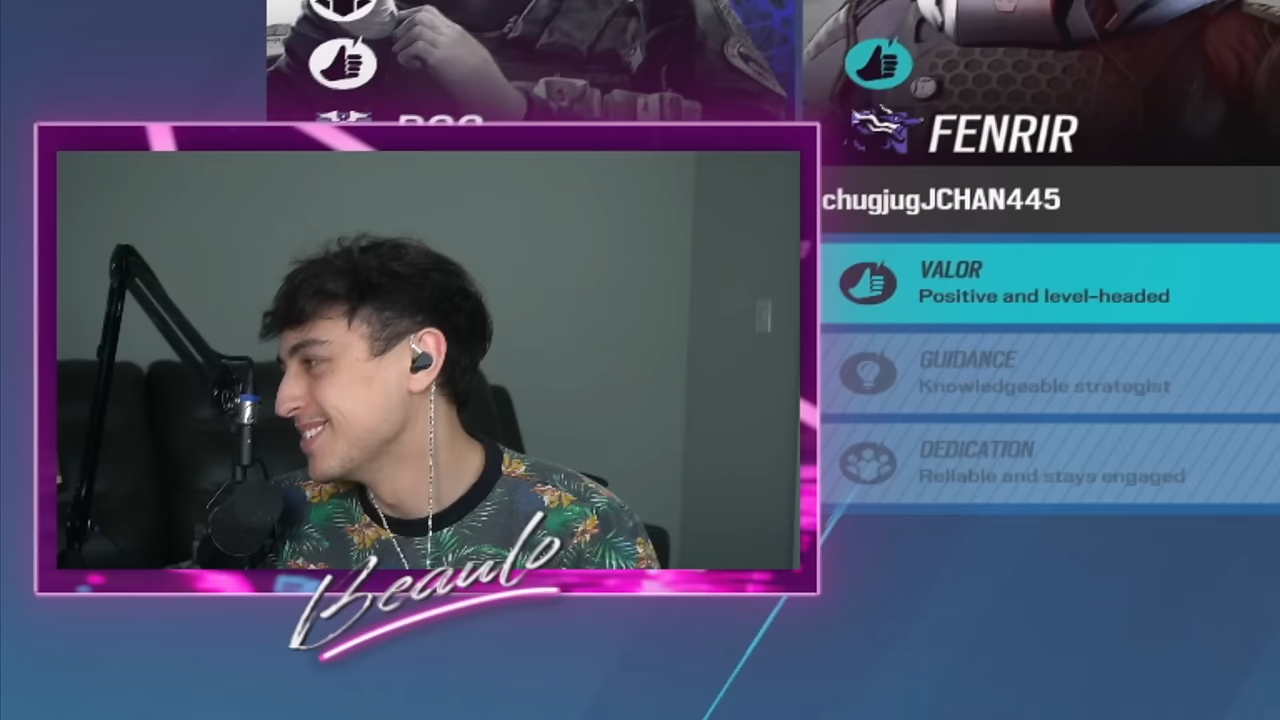 FENRIR
chugjugJCHAN445
VALOR
Positive and level-headed
GUIDANCE
Knowledgeable strategist
DEDICATION
Reliable and stays engaged
Beaulo